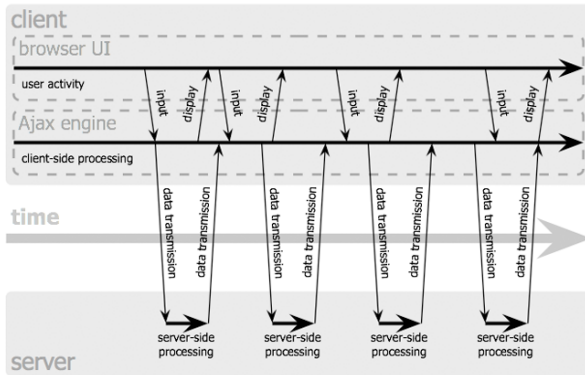 client
browser UI
user activity
input
display
input
display
input
display
input
display
Ajax engine
client-side processing
data transmission
data transmission
data transmission
data transmission
data transmission
data transmission
data transmission
data transmission
time
server-side
processing
server-side
processing
server-side
processing
server-side
processing
server